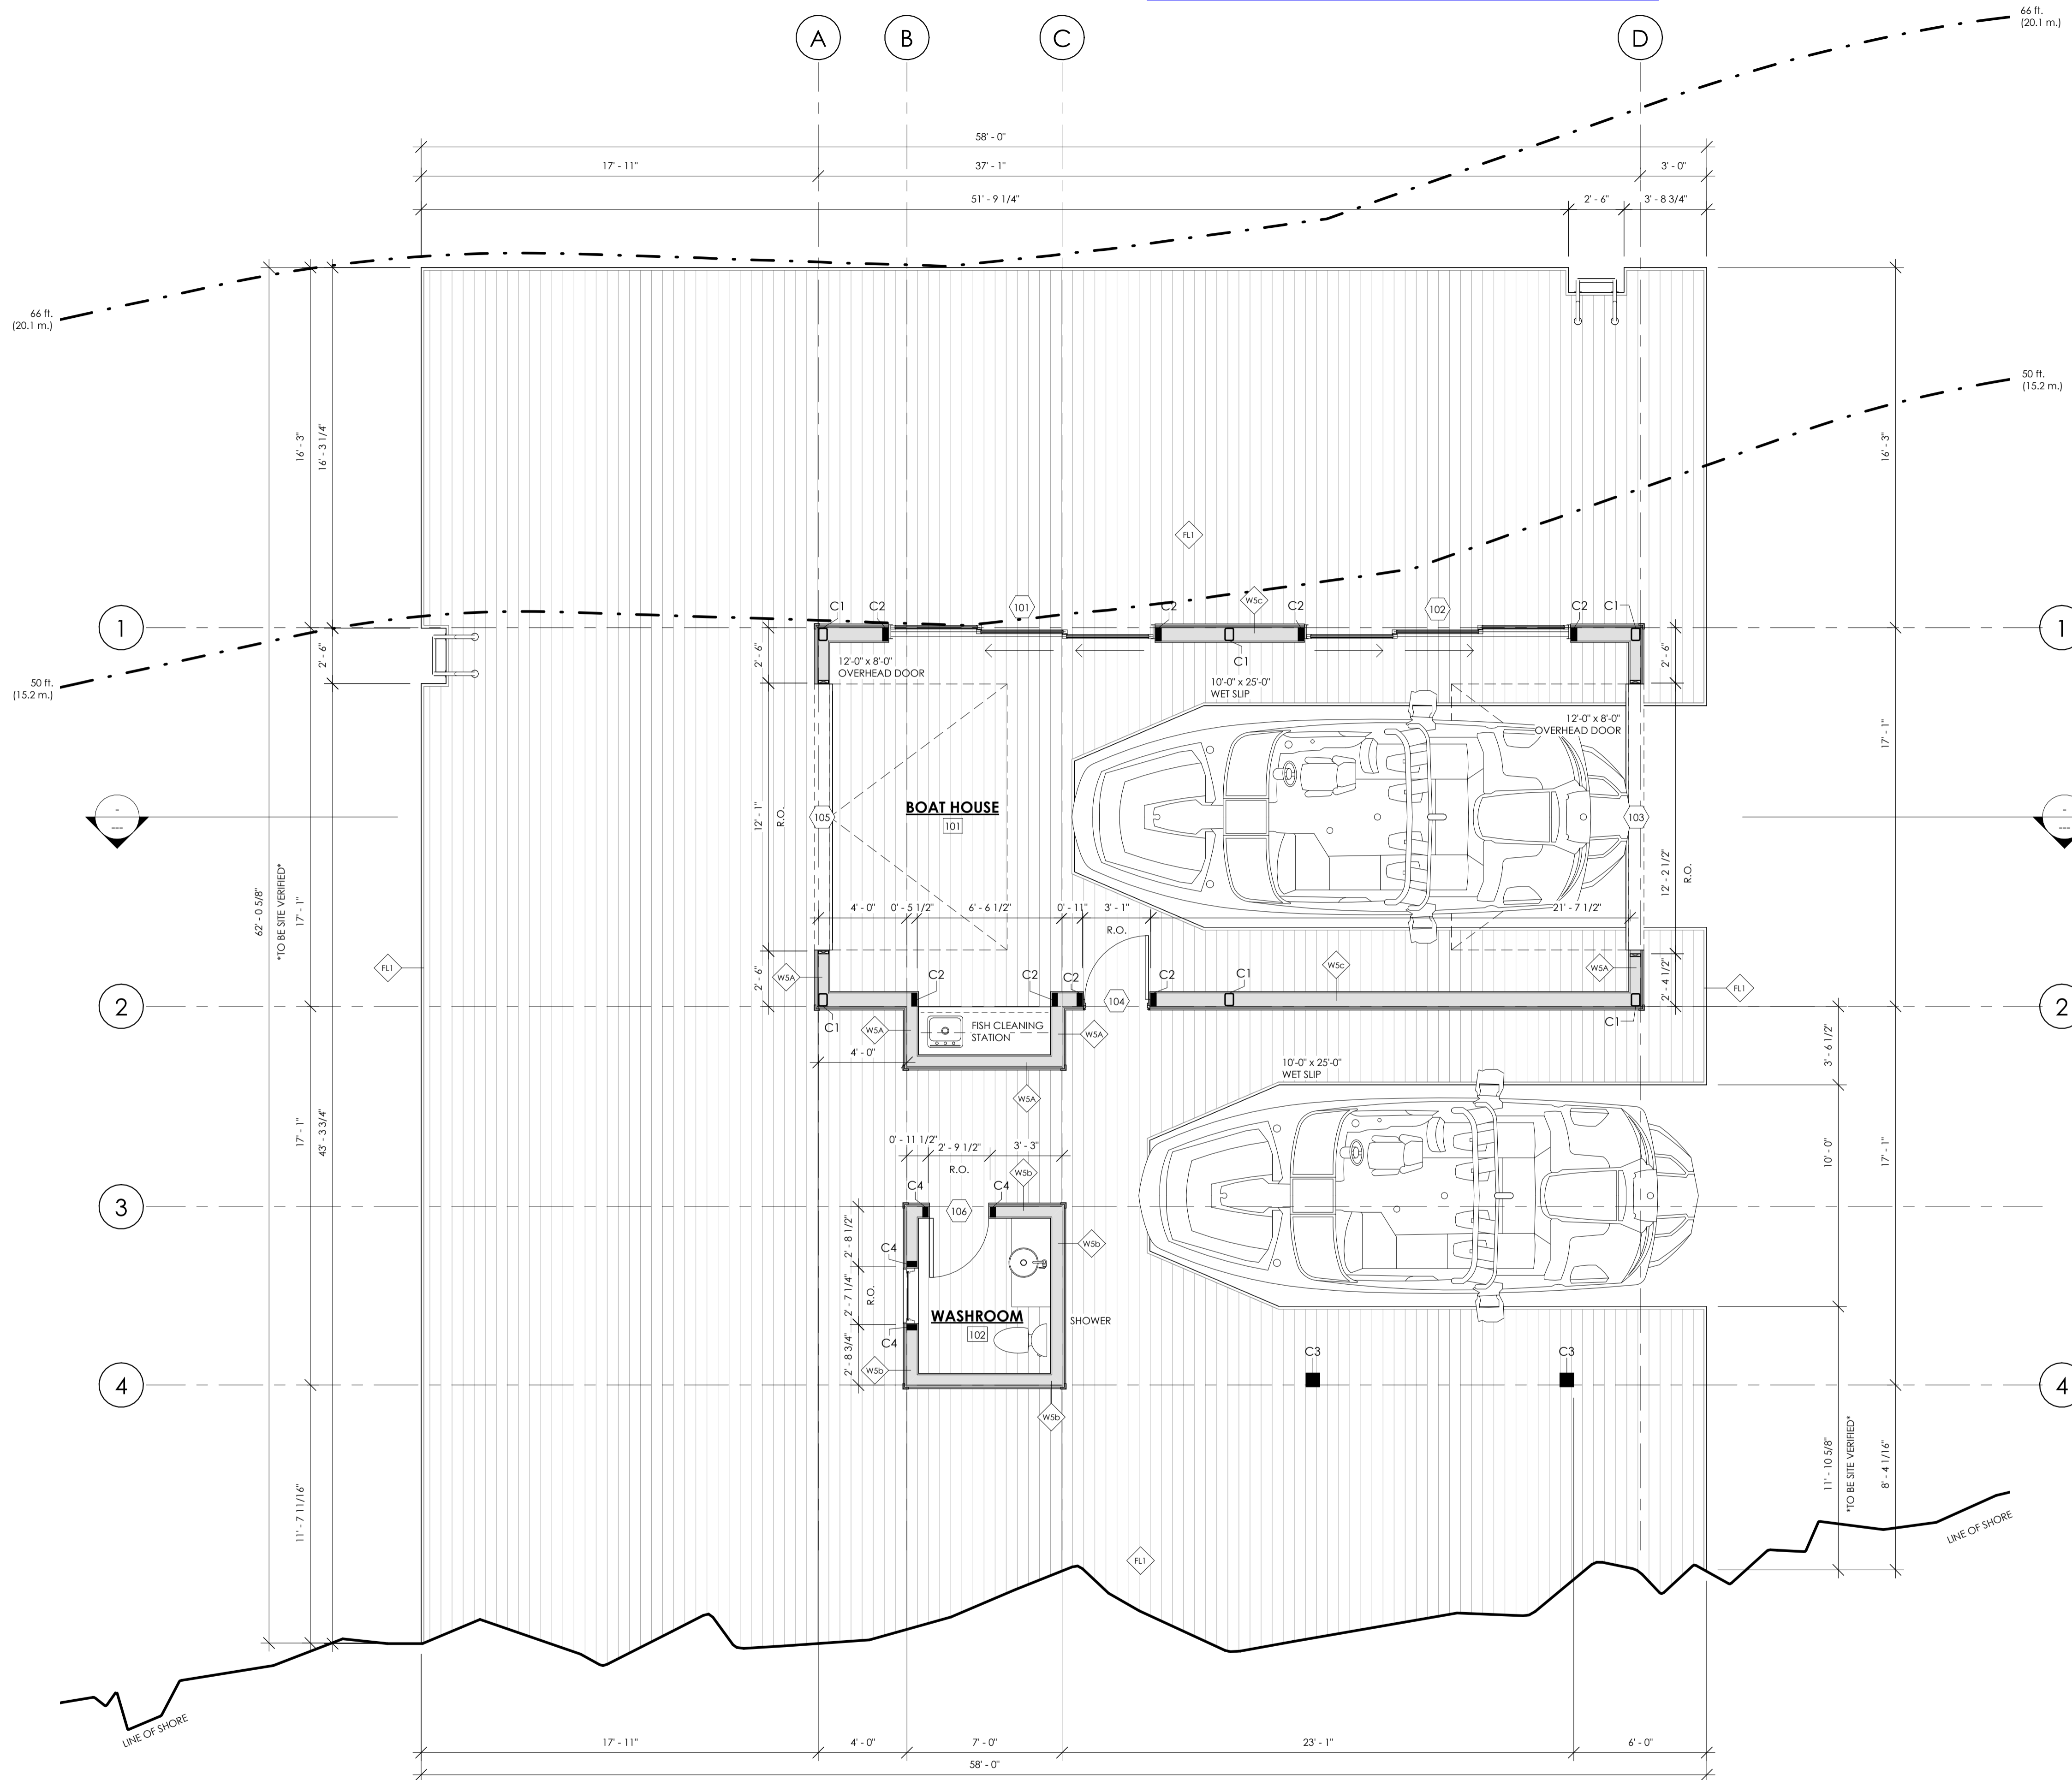 A
B
C
D
66 ft.
(20.1 m.)
58' - 0"
17' - 11"
37' - 1"
3' - 0"
51' - 9 1/4"
2' - 6"
3' - 8 3/4"
66 ft.
(20.1 m.)
50 ft.
(15.2 m.)
16' - 3"
16' - 3 1/4"
16' - 3"
FL1
1
1
C1
C2
101
C2
W5c
C2
102
C2
C1
C1
2' - 6"
2' - 6"
2' - 6"
50 ft.
(15.2 m.)
12'-0" x 8'-0"
OVERHEAD DOOR
10'-0" x 25'-0"
WET SLIP
12'-0" x 8'-0"
OVERHEAD DOOR
17' - 1"
-
---
-
---
105
103
BOAT HOUSE
101
12' - 1"
R.O.
12' - 2 1/2"
R.O.
62' - 0 5/8"
*TO BE SITE VERIFIED*
17' - 1"
4' - 0"
0' - 5 1/2"
6' - 6 1/2"
0' - 11"
3' - 1"
R.O.
21' - 7 1/2"
FL1
W5A
2' - 6"
C2
C2
C2
C2
C1
W5c
W5A
2' - 4 1/2"
FL1
2
2
104
C1
C1
W5A
FISH CLEANING
STATION
W5A
4' - 0"
W5A
10'-0" x 25'-0"
WET SLIP
3' - 6 1/2"
17' - 1"
43' - 3 3/4"
0' - 11 1/2"
2' - 9 1/2"
R.O.
3' - 3"
W5b
10' - 0"
17' - 1"
3
C4
106
C4
2' - 8 1/2"
C4
W5b
2' - 7 1/4"
R.O.
WASHROOM
102
SHOWER
C4
2' - 8 3/4"
W5b
C3
C3
4
4
W5b
11' - 7 11/16"
11' - 10 5/8"
*TO BE SITE VERIFIED*
8' - 4 1/16"
LINE OF SHORE
FL1
LINE OF SHORE
17' - 11"
4' - 0"
7' - 0"
23' - 1"
6' - 0"
58' - 0"